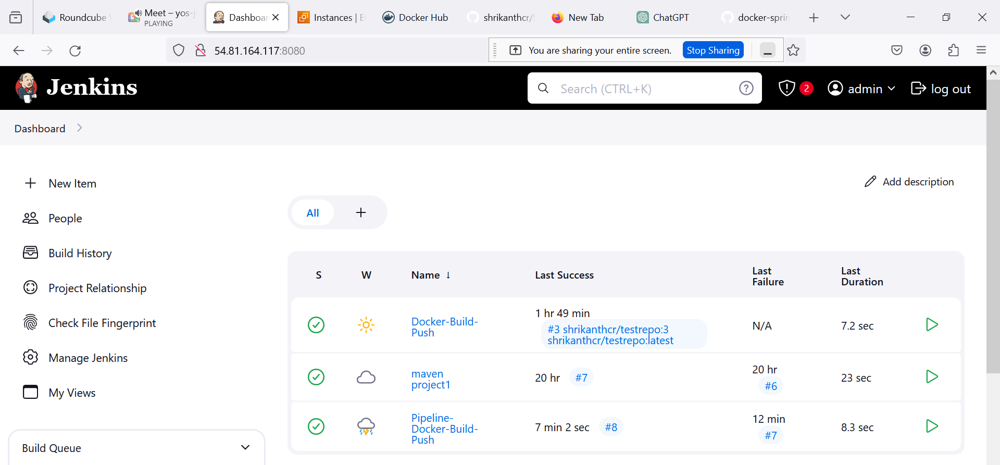 Roundcube
Meet – yos-j
PLAYING
Dashboar
Instances | E
Docker Hub
shrikanthcr/S
New Tab
ChatGPT
docker-sprin
54.81.164.117:8080
You are sharing your entire screen.
Stop Sharing
Jenkins
Search (CTRL+K)
2
admin
log out
Dashboard
New Item
People
Build History
Project Relationship
Check File Fingerprint
Manage Jenkins
My Views
Build Queue
Add description
All
S W Name ↓ Last Success Last Failure Last Duration
Docker-Build-
Push
1 hr 49 min
#3 shrikanthcr/testrepo:3
shrikanthcr/testrepo:latest
N/A
7.2 sec
maven
project1
20 hr #7
20 hr
#6
23 sec
Pipeline-
Docker-Build-
Push
7 min 2 sec #8
12 min
#7
8.3 sec